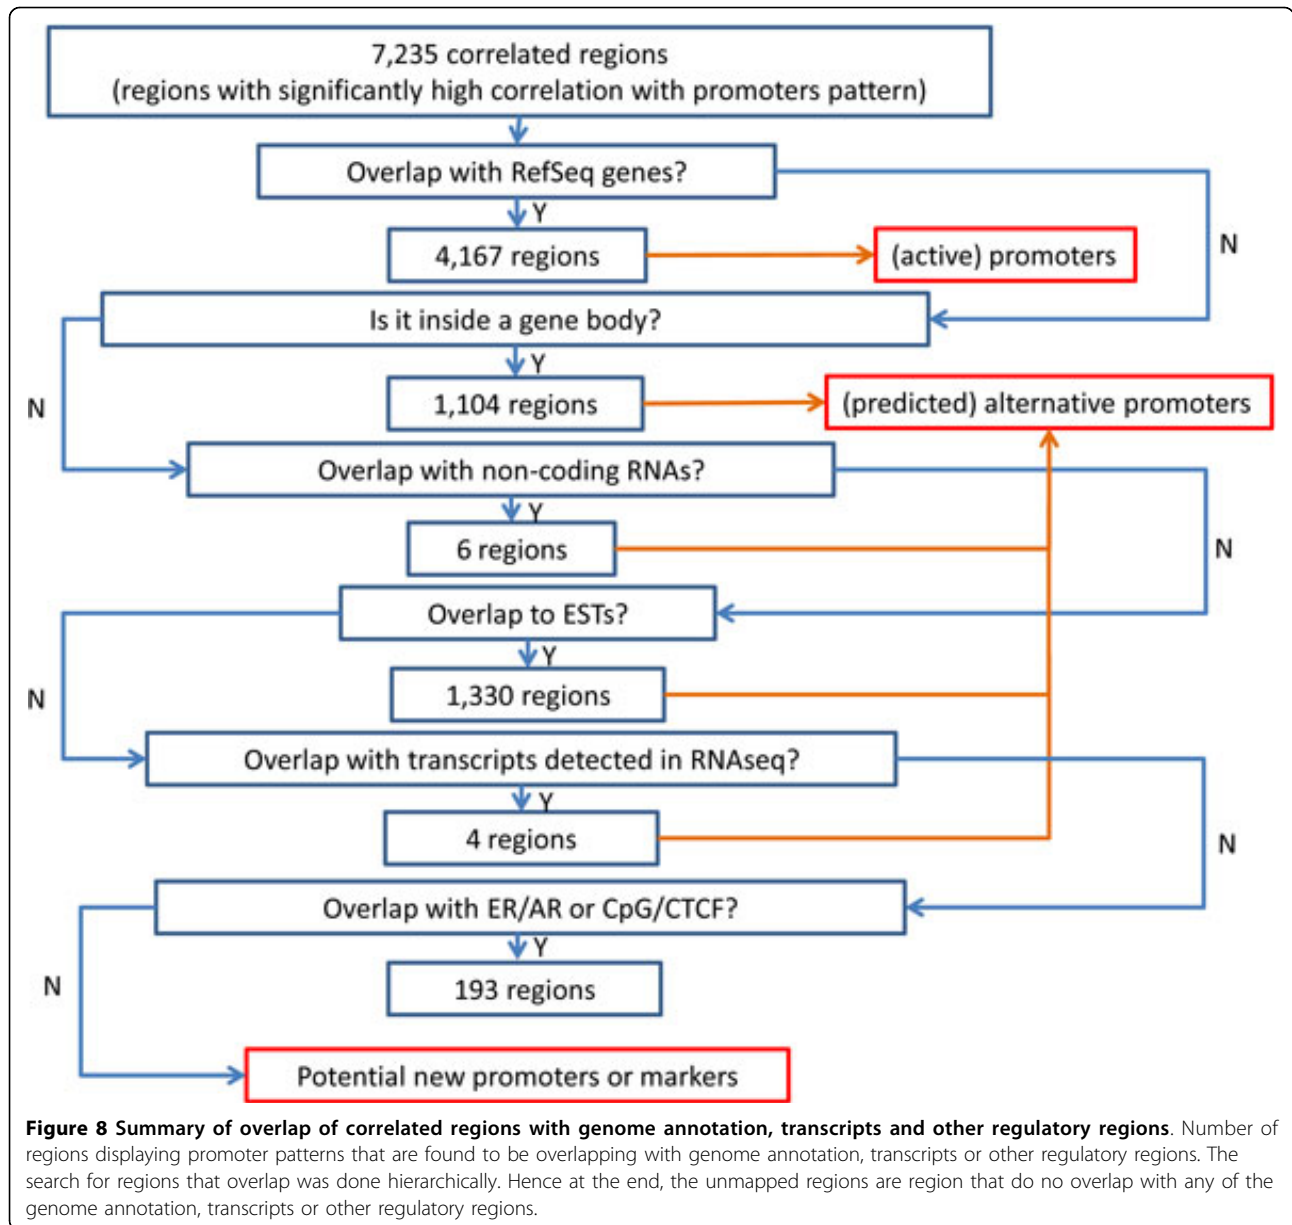 7,235 correlated regions
(regions with significantly high correlation with promoters pattern)
Overlap with RefSeq genes?
Y
N
4,167 regions
(active) promoters
Is it inside a gene body?
Y
N
1,104 regions
(predicted) alternative promoters
Overlap with non-coding RNAs?
Y
N
6 regions
Overlap to ESTs?
Y
N
1,330 regions
Overlap with transcripts detected in RNAseq?
Y
N
4 regions
Overlap with ER/AR or CpG/CTCF?
Y
N
193 regions
Potential new promoters or markers
Figure 8 Summary of overlap of correlated regions with genome annotation, transcripts and other regulatory regions. Number of
regions displaying promoter patterns that are found to be overlapping with genome annotation, transcripts or other regulatory regions. The
search for regions that overlap was done hierarchically. Hence at the end, the unmapped regions are region that do no overlap with any of the
genome annotation, transcripts or other regulatory regions.